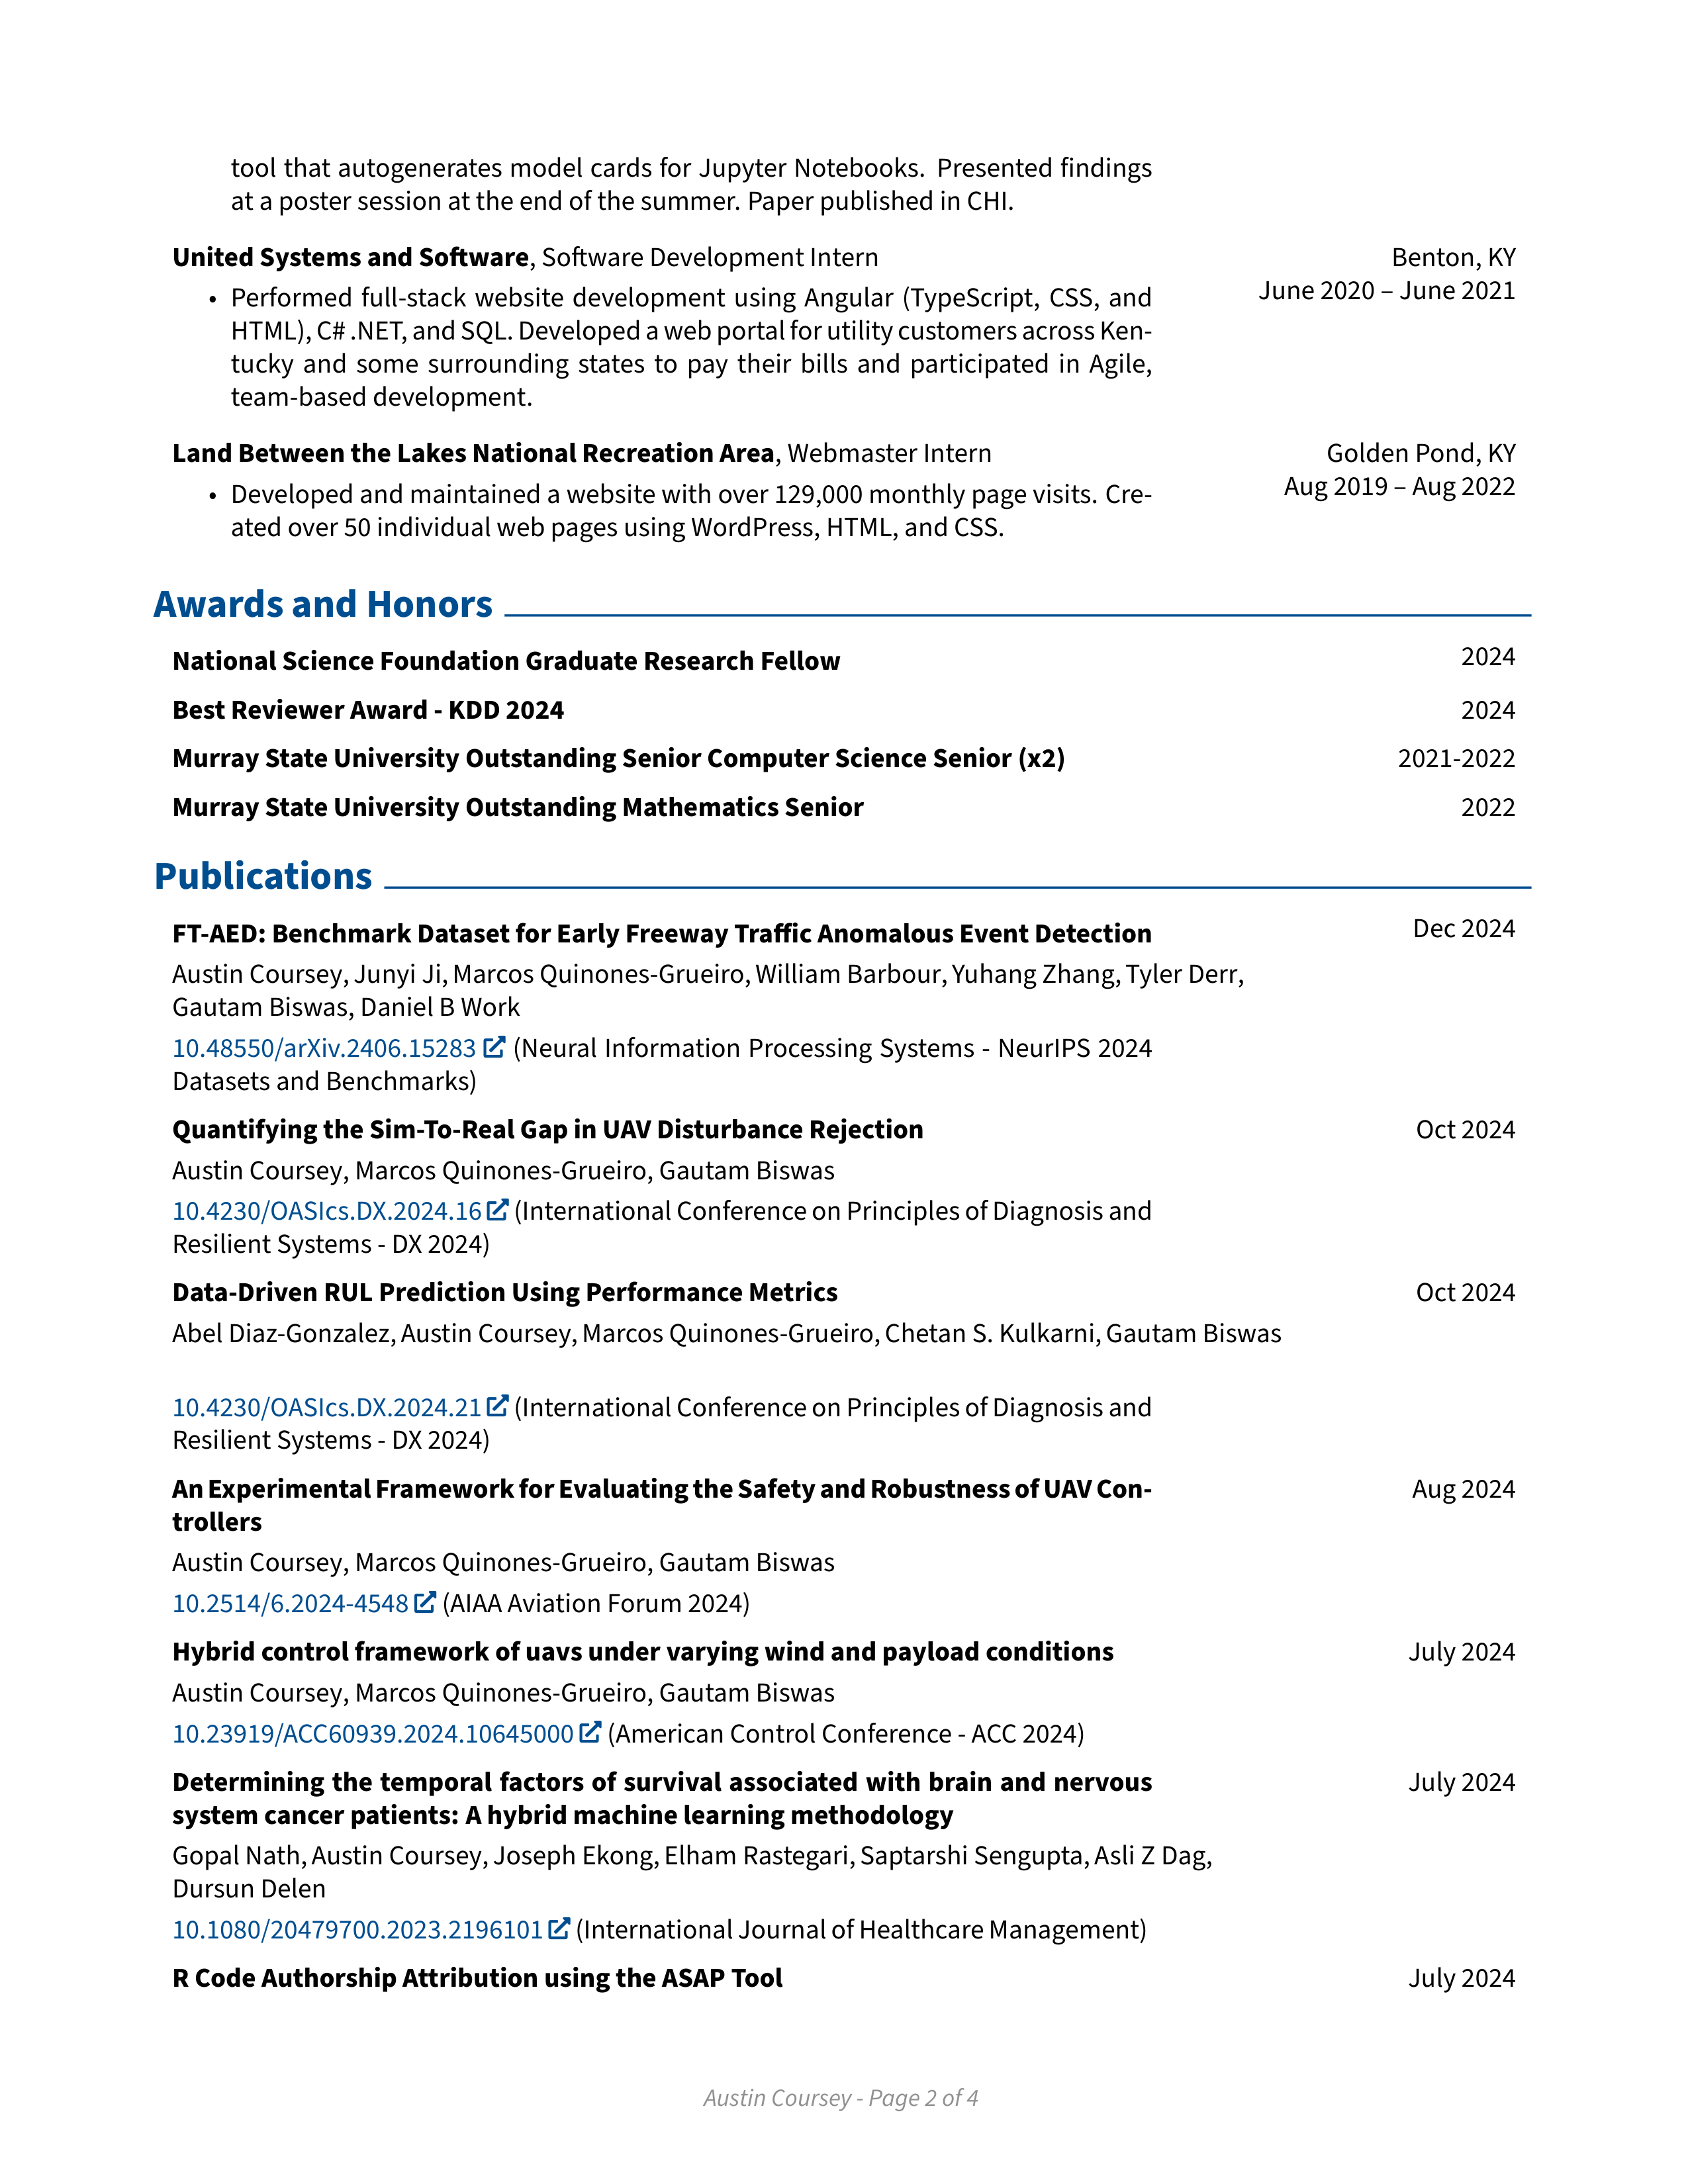 tool that autogenerates model cards for Jupyter Notebooks. Presented findings
at a poster session at the end of the summer. Paper published in CHI.
United Systems and Software, Software Development Intern
Benton, KY
June 2020 – June 2021
• Performed full-stack website development using Angular (TypeScript, CSS, and
HTML), C# .NET, and SQL. Developed a web portal for utility customers across Ken-
tucky and some surrounding states to pay their bills and participated in Agile,
team-based development.
Land Between the Lakes National Recreation Area, Webmaster Intern
Golden Pond, KY
Aug 2019 – Aug 2022
• Developed and maintained a website with over 129,000 monthly page visits. Cre-
ated over 50 individual web pages using WordPress, HTML, and CSS.
Awards and Honors
National Science Foundation Graduate Research Fellow 2024
Best Reviewer Award - KDD 2024 2024
Murray State University Outstanding Senior Computer Science Senior (x2) 2021-2022
Murray State University Outstanding Mathematics Senior 2022
Publications
FT-AED: Benchmark Dataset for Early Freeway Traffic Anomalous Event Detection Dec 2024
Austin Coursey, Junyi Ji, Marcos Quinones-Grueiro, William Barbour, Yuhang Zhang, Tyler Derr,
Gautam Biswas, Daniel B Work
10.48550/arXiv.2406.15283 (Neural Information Processing Systems - NeurIPS 2024
Datasets and Benchmarks)
Quantifying the Sim-To-Real Gap in UAV Disturbance Rejection Oct 2024
Austin Coursey, Marcos Quinones-Grueiro, Gautam Biswas
10.4230/OASIcs.DX.2024.16 (International Conference on Principles of Diagnosis and
Resilient Systems - DX 2024)
Data-Driven RUL Prediction Using Performance Metrics Oct 2024
Abel Diaz-Gonzalez, Austin Coursey, Marcos Quinones-Grueiro, Chetan S. Kulkarni, Gautam Biswas
10.4230/OASIcs.DX.2024.21 (International Conference on Principles of Diagnosis and
Resilient Systems - DX 2024)
An Experimental Framework for Evaluating the Safety and Robustness of UAV Con- Aug 2024
trollers
Austin Coursey, Marcos Quinones-Grueiro, Gautam Biswas
10.2514/6.2024-4548 (AIAA Aviation Forum 2024)
Hybrid control framework of uavs under varying wind and payload conditions July 2024
Austin Coursey, Marcos Quinones-Grueiro, Gautam Biswas
10.23919/ACC60939.2024.10645000 (American Control Conference - ACC 2024)
Determining the temporal factors of survival associated with brain and nervous July 2024
system cancer patients: A hybrid machine learning methodology
Gopal Nath, Austin Coursey, Joseph Ekong, Elham Rastegari, Saptarshi Sengupta, Asli Z Dag,
Dursun Delen
10.1080/20479700.2023.2196101 (International Journal of Healthcare Management)
R Code Authorship Attribution using the ASAP Tool July 2024
Austin Coursey - Page 2 of 4